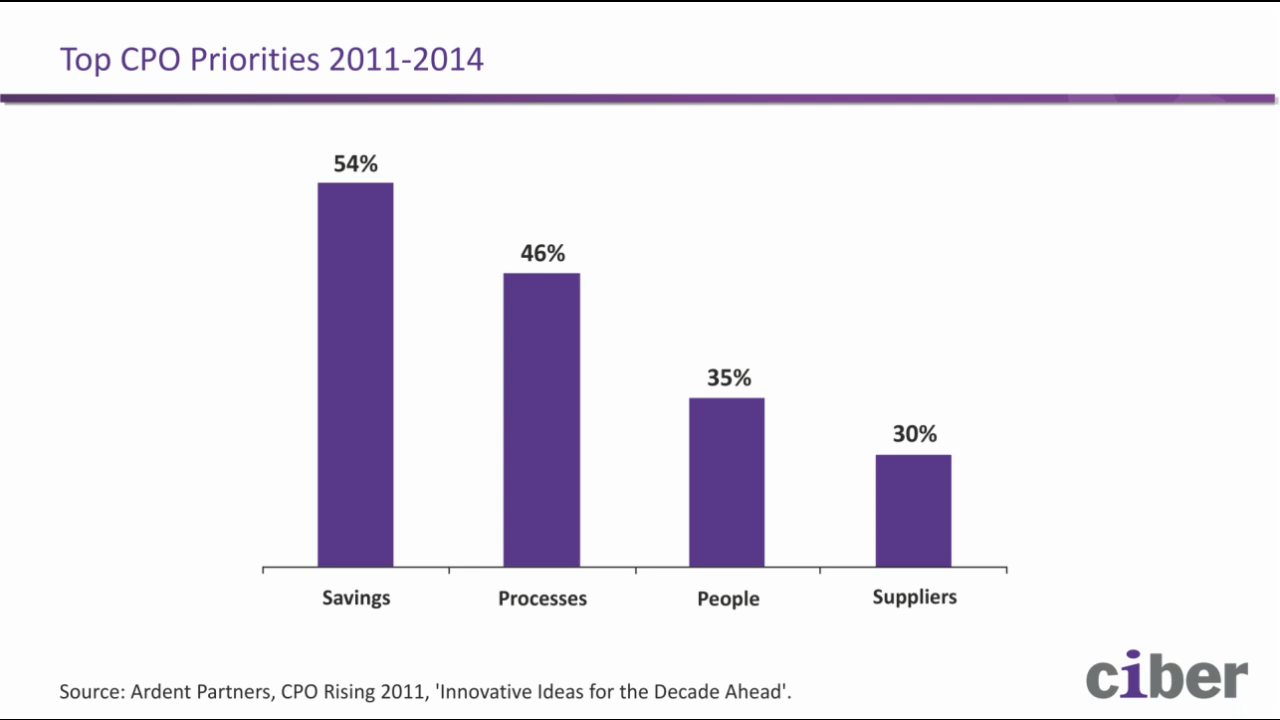 Top CPO Priorities 2011-2014
54%
46%
35%
30%
Savings
Processes
People
Suppliers
Source: Ardent Partners, CPO Rising 2011, 'Innovative Ideas for the Decade Ahead'.
ciber